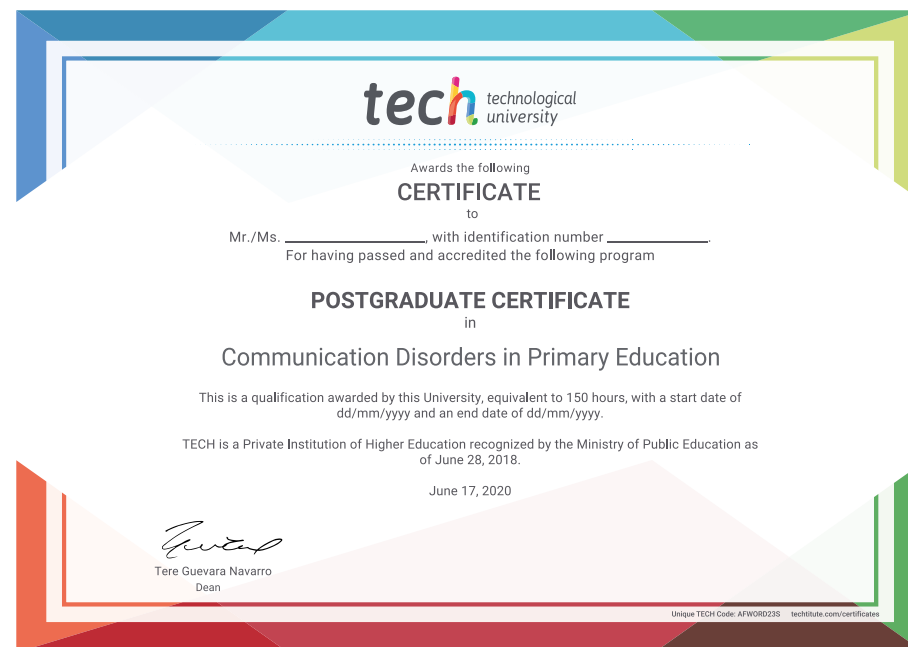 tech technological
university
Awards the following
CERTIFICATE
to
Mr./Ms. ____________________, with identification number ______________.
For having passed and accredited the following program
POSTGRADUATE CERTIFICATE
in
Communication Disorders in Primary Education
This is a qualification awarded by this University, equivalent to 150 hours, with a start date of
dd/mm/yyyy and an end date of dd/mm/yyyy.
TECH is a Private Institution of Higher Education recognized by the Ministry of Public Education as
of June 28, 2018.
June 17, 2020
Tere Guevara Navarro
Dean
Unique TECH Code: AFWORD23S techtitute.com/certificates